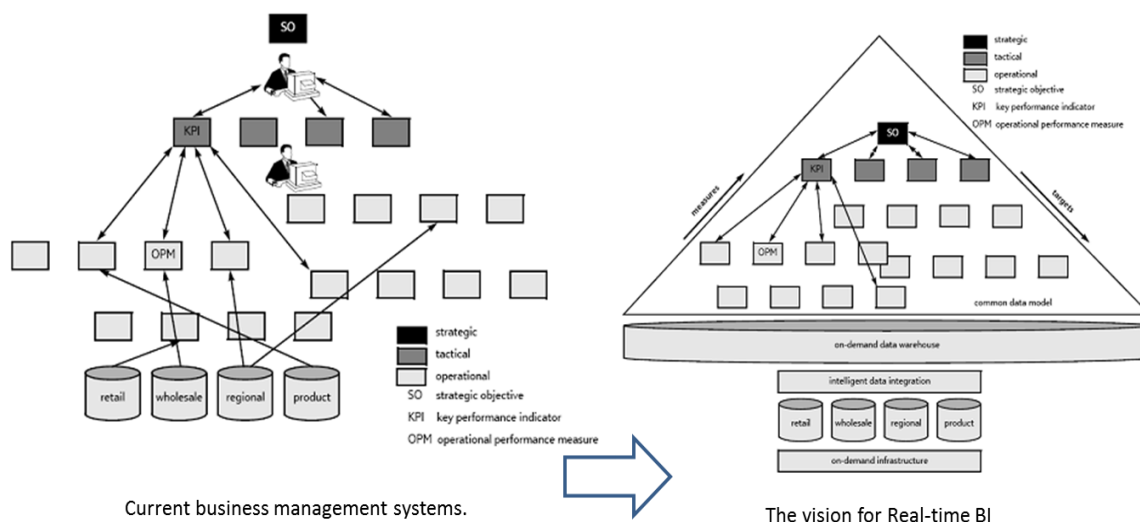 SO
KPI
OPM
retail
wholesale
regional
product
strategic
tactical
operational
SO strategic objective
KPI key performance indicator
OPM operational performance measure
Current business management systems.
strategic
tactical
operational
SO strategic objective
KPI key performance indicator
OPM operational performance measure
SO
KPI
measures
targets
OPM
common data model
on-demand data warehouse
intelligent data integration
retail
wholesale
regional
product
on-demand infrastructure
The vision for Real-time BI